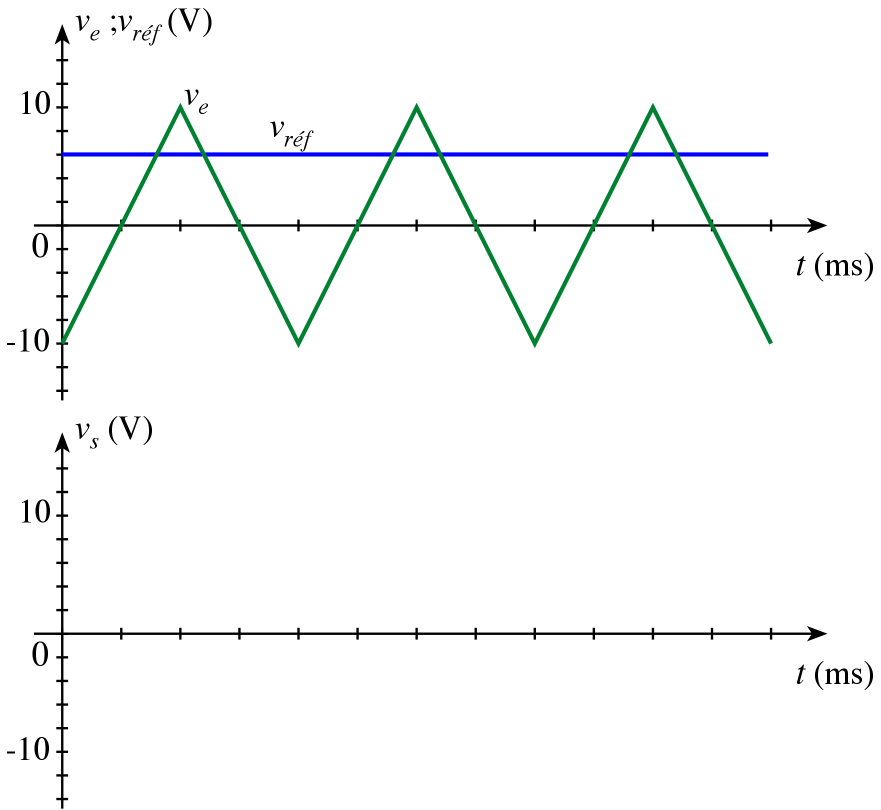 v_e ;v_réf (V)
10
v_e
v_réf
0
t (ms)
-10
v_s (V)
10
0
t (ms)
-10